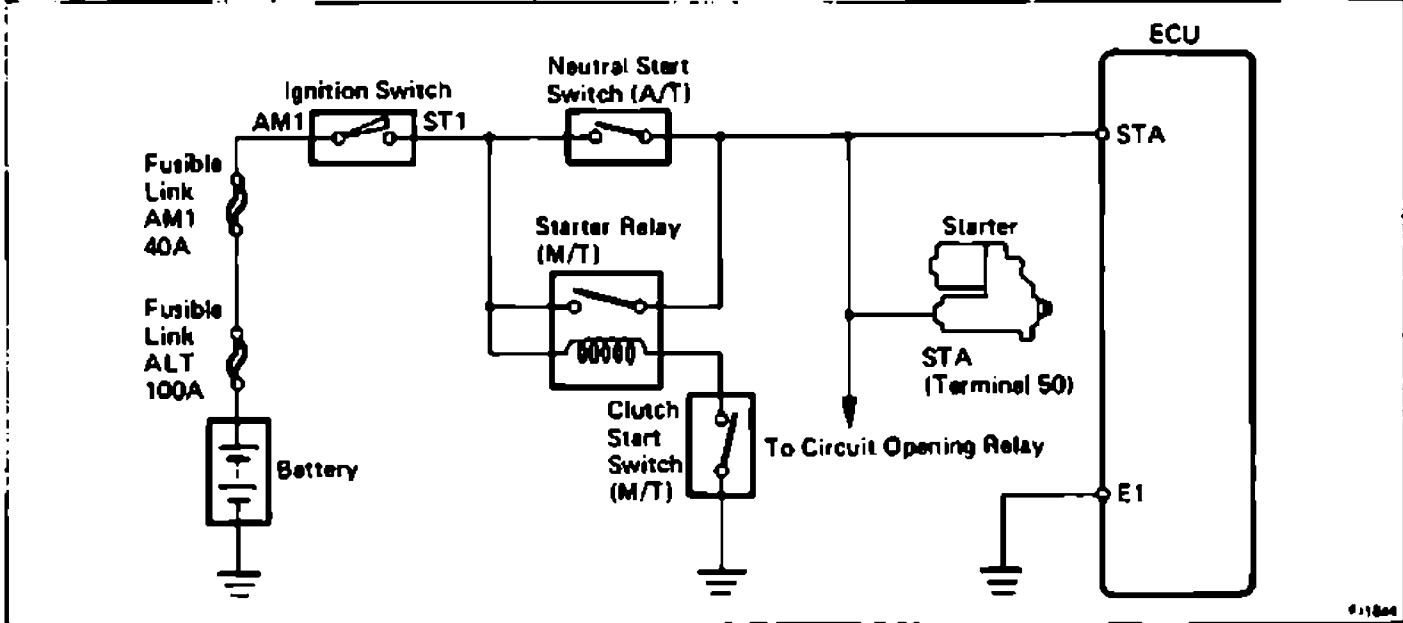 ECU
Neutral Start
Switch (A/T)
Ignition Switch
AM1
ST1
STA
Fusible
Link
AM1
40A
Starter Relay
(M/T)
Starter
Fusible
Link
ALT
100A
STA
(Terminal 50)
Clutch
Start
Switch
(M/T)
To Circuit Opening Relay
Battery
E1